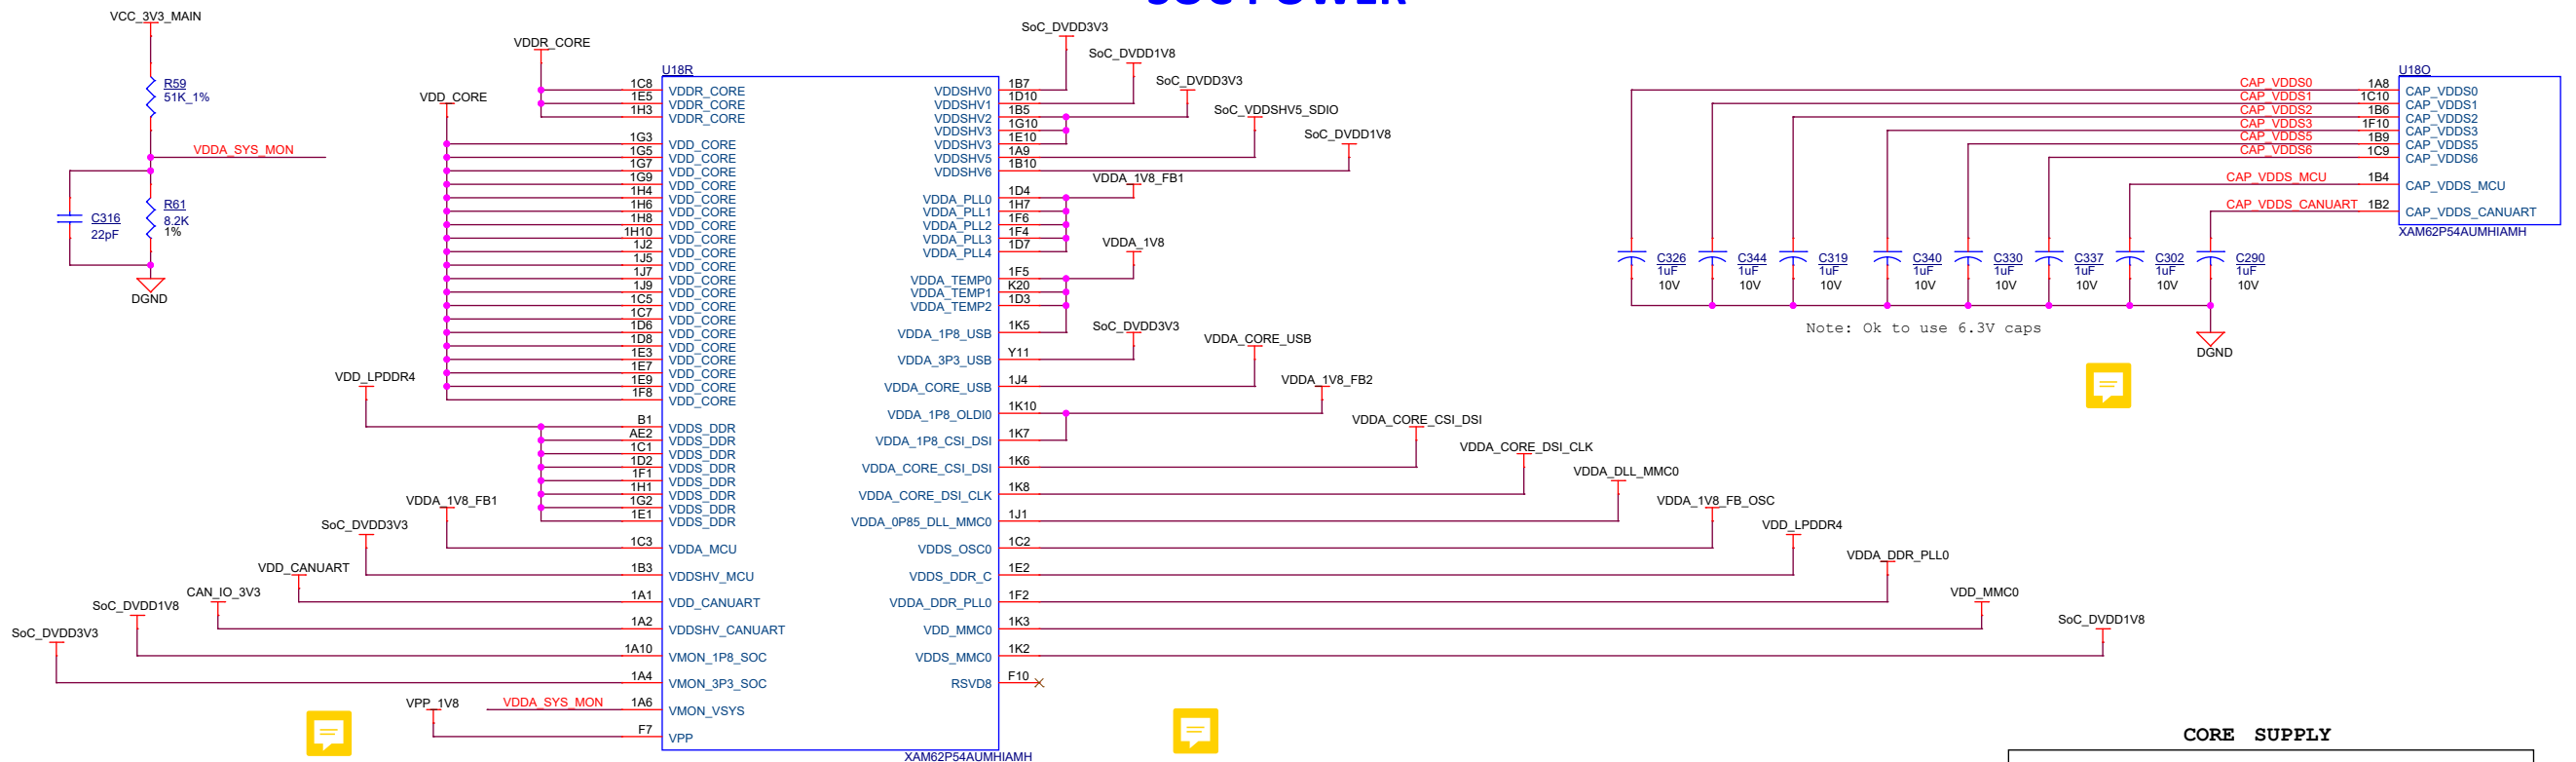 SOC POWER
VCC_3V3_MAIN
R59
51K_1%
VDDA_SYS_MON
C316
22pF
R61
8.2K
1%
DGND
VDDR_CORE
VDD_CORE
VDD_LPDDR4
VDDA_1V8_FB1
SoC_DVDD3V3
VDD_CANUART
CAN_IO_3V3
SoC_DVDD1V8
SoC_DVDD3V3
VPP_1V8
VDDA_SYS_MON
U18R
1C8 VDDR_CORE
1E5 VDDR_CORE
1H3 VDDR_CORE
1G3 VDD_CORE
1G5 VDD_CORE
1G7 VDD_CORE
1G9 VDD_CORE
1H4 VDD_CORE
1H6 VDD_CORE
1H8 VDD_CORE
1H10 VDD_CORE
1J2 VDD_CORE
1J5 VDD_CORE
1J7 VDD_CORE
1J9 VDD_CORE
1C5 VDD_CORE
1C7 VDD_CORE
1D6 VDD_CORE
1D8 VDD_CORE
1E3 VDD_CORE
1E7 VDD_CORE
1E9 VDD_CORE
1F8 VDD_CORE
B1 VDDS_DDR
AE2 VDDS_DDR
1C1 VDDS_DDR
1D2 VDDS_DDR
1F1 VDDS_DDR
1H1 VDDS_DDR
1G2 VDDS_DDR
1E1 VDDS_DDR
1C3 VDDA_MCU
1B3 VDDSHV_MCU
1A1 VDD_CANUART
1A2 VDDSHV_CANUART
1A10 VMON_1P8_SOC
1A4 VMON_3P3_SOC
1A6 VMON_VSYS
F7 VPP
VDDSHV0 1B7
VDDSHV1 1D10
VDDSHV2 1B5
VDDSHV3 1G10
VDDSHV3 1E10
VDDSHV5 1A9
VDDSHV6 1B10
VDDA_PLL0 1D4
VDDA_PLL1 1H7
VDDA_PLL2 1F6
VDDA_PLL3 1F4
VDDA_PLL4 1D7
VDDA_TEMP0 1F5
VDDA_TEMP1 K20
VDDA_TEMP2 1D3
VDDA_1P8_USB 1K5
VDDA_3P3_USB Y11
VDDA_CORE_USB 1J4
VDDA_1P8_OLDI0 1K10
VDDA_1P8_CSI_DSI 1K7
VDDA_CORE_CSI_DSI 1K6
VDDA_CORE_DSI_CLK 1K8
VDDA_0P85_DLL_MMC0 1J1
VDDS_OSC0 1C2
VDDS_DDR_C 1E2
VDDA_DDR_PLL0 1F2
VDD_MMC0 1K3
VDDS_MMC0 1K2
RSVD8 F10
XAM62P54AUMHIAMH
SoC_DVDD3V3
SoC_DVDD1V8
SoC_DVDD3V3
SoC_VDDSHV5_SDIO
SoC_DVDD1V8
VDDA_1V8_FB1
VDDA_1V8
SoC_DVDD3V3
VDDA_CORE_USB
VDDA_1V8_FB2
VDDA_CORE_CSI_DSI
VDDA_CORE_DSI_CLK
VDDA_DLL_MMC0
VDDA_1V8_FB_OSC
VDD_LPDDR4
VDDA_DDR_PLL0
VDD_MMC0
SoC_DVDD1V8
U18O
CAP_VDDS0 1A8 CAP_VDDS0
CAP_VDDS1 1C10 CAP_VDDS1
CAP_VDDS2 1B6 CAP_VDDS2
CAP_VDDS3 1F10 CAP_VDDS3
CAP_VDDS5 1B9 CAP_VDDS5
CAP_VDDS6 1C9 CAP_VDDS6
CAP_VDDS_MCU 1B4 CAP_VDDS_MCU
CAP_VDDS_CANUART 1B2 CAP_VDDS_CANUART
XAM62P54AUMHIAMH
C326 C344 C319 C340 C330 C337 C302 C290
1uF 1uF 1uF 1uF 1uF 1uF 1uF 1uF
10V 10V 10V 10V 10V 10V 10V 10V
Note: Ok to use 6.3V caps
DGND
CORE SUPPLY